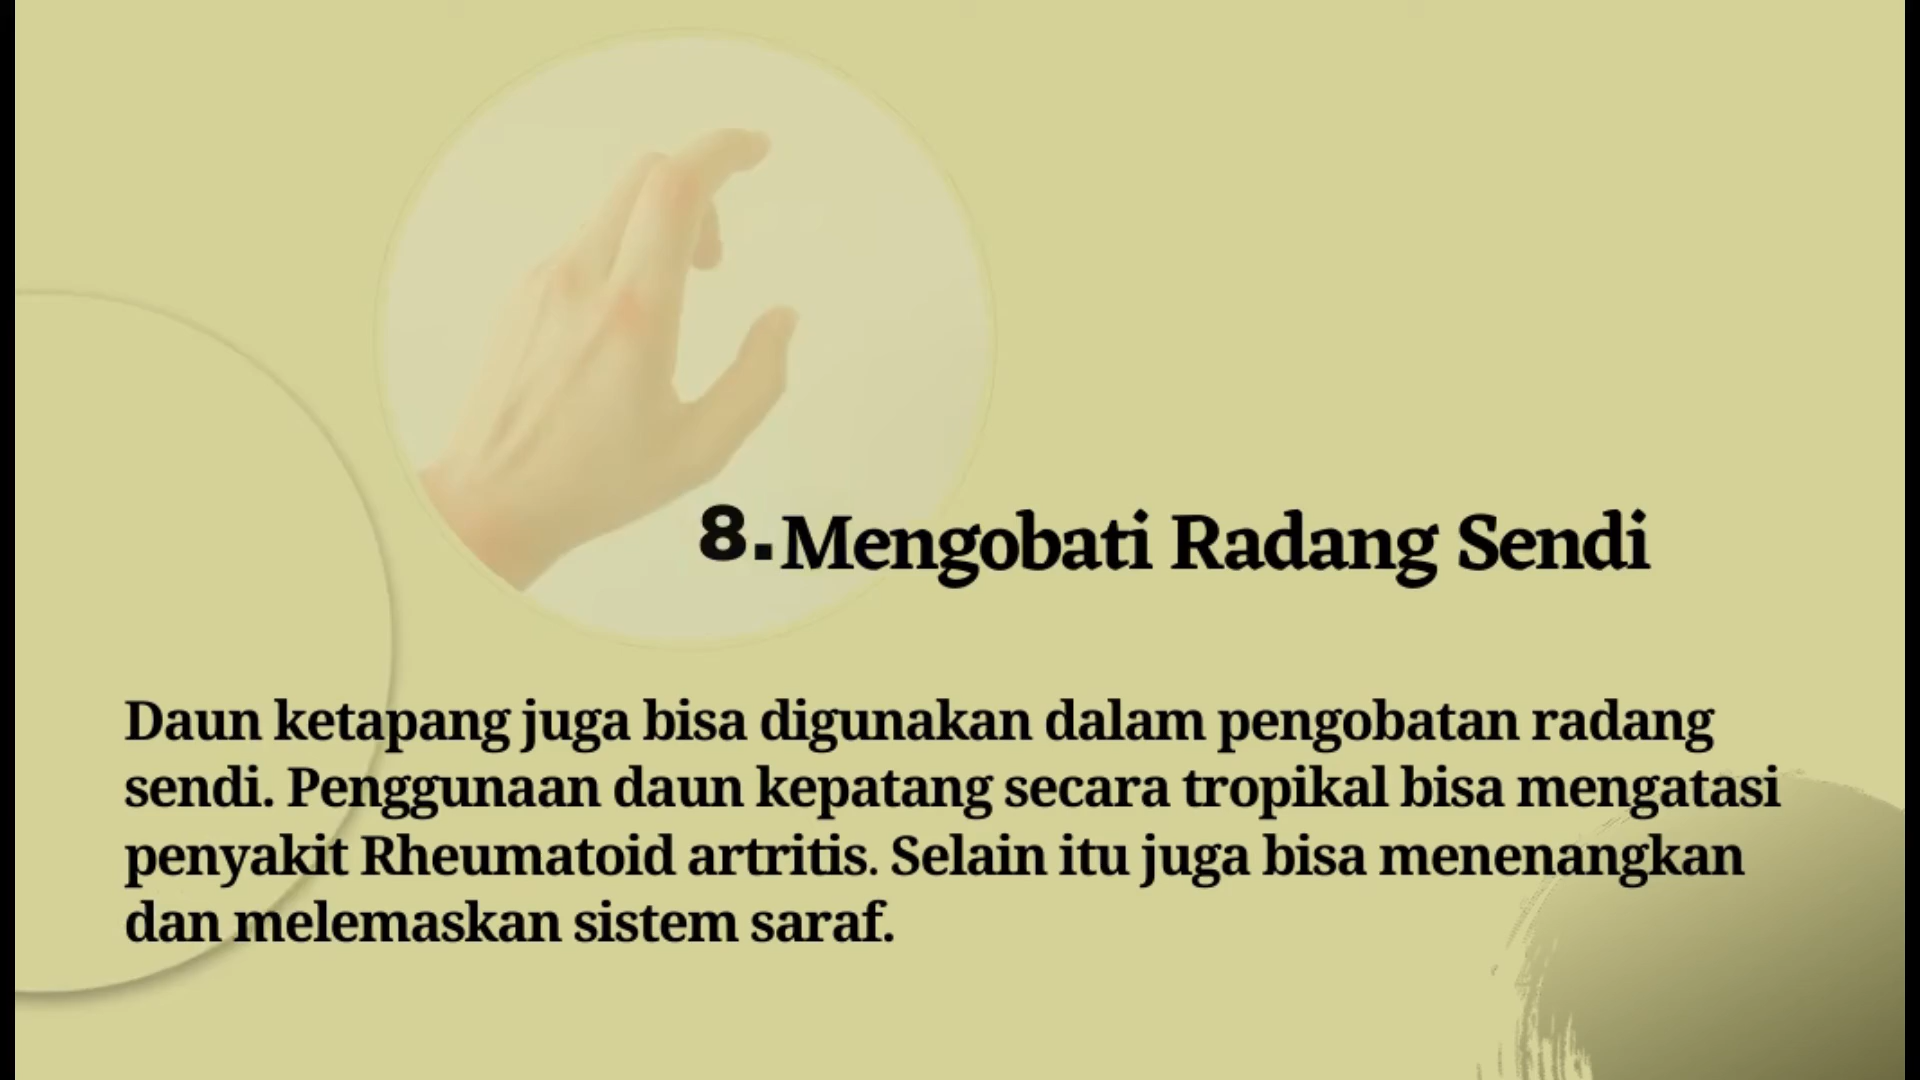 8. Mengobati Radang Sendi
Daun ketapang juga bisa digunakan dalam pengobatan radang
sendi. Penggunaan daun kepatang secara tropikal bisa mengatasi
penyakit Rheumatoid artritis. Selain itu juga bisa menenangkan
dan melemaskan sistem saraf.